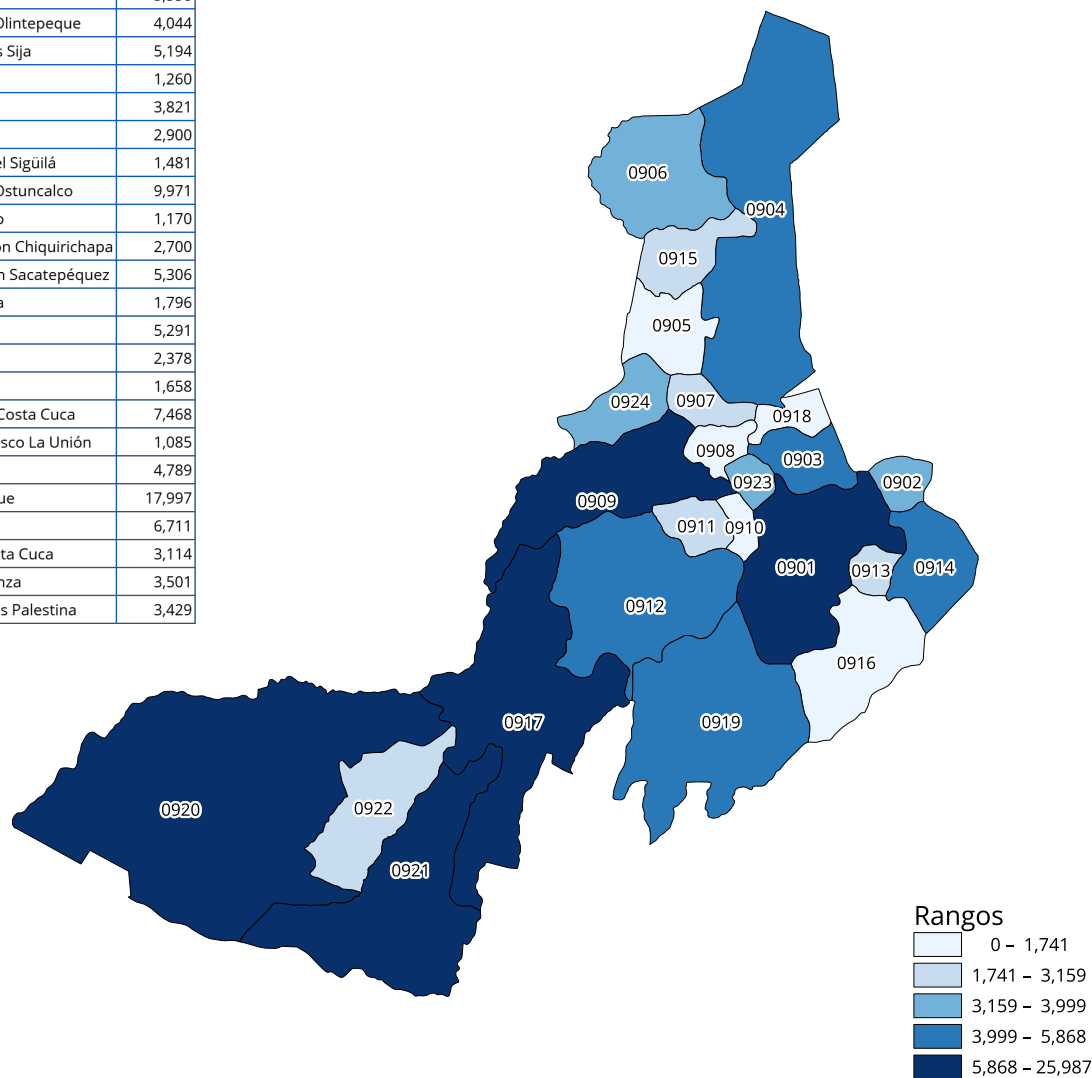 Olintepeque 4,044
s Sija 5,194
1,260
3,821
2,900
el Sigüilá 1,481
Ostuncalco 9,971
o 1,170
ón Chiquirichapa 2,700
n Sacatepéquez 5,306
a 1,796
5,291
2,378
1,658
Costa Cuca 7,468
sco La Unión 1,085
4,789
ue 17,997
6,711
ta Cuca 3,114
nza 3,501
s Palestina 3,429
0906
0904
0915
0905
0924
0907
0918
0908
0903
0923
0902
0909
0911
0910
0901
0913
0914
0912
0916
0917
0919
0920
0922
0921
Rangos
0 – 1,741
1,741 – 3,159
3,159 – 3,999
3,999 – 5,868
5,868 – 25,987